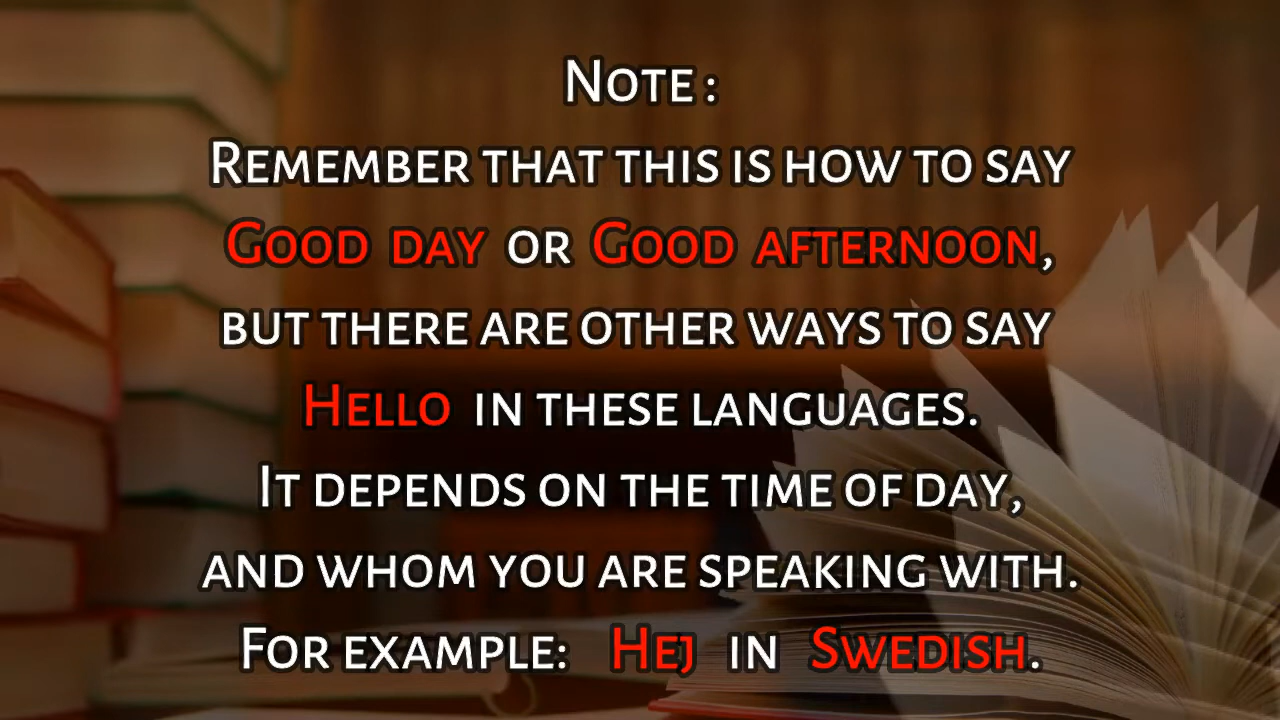 Note :
Remember that this is how to say
Good day or Good afternoon,
but there are other ways to say
Hello in these languages.
It depends on the time of day,
and whom you are speaking with.
For example: Hej in Swedish.